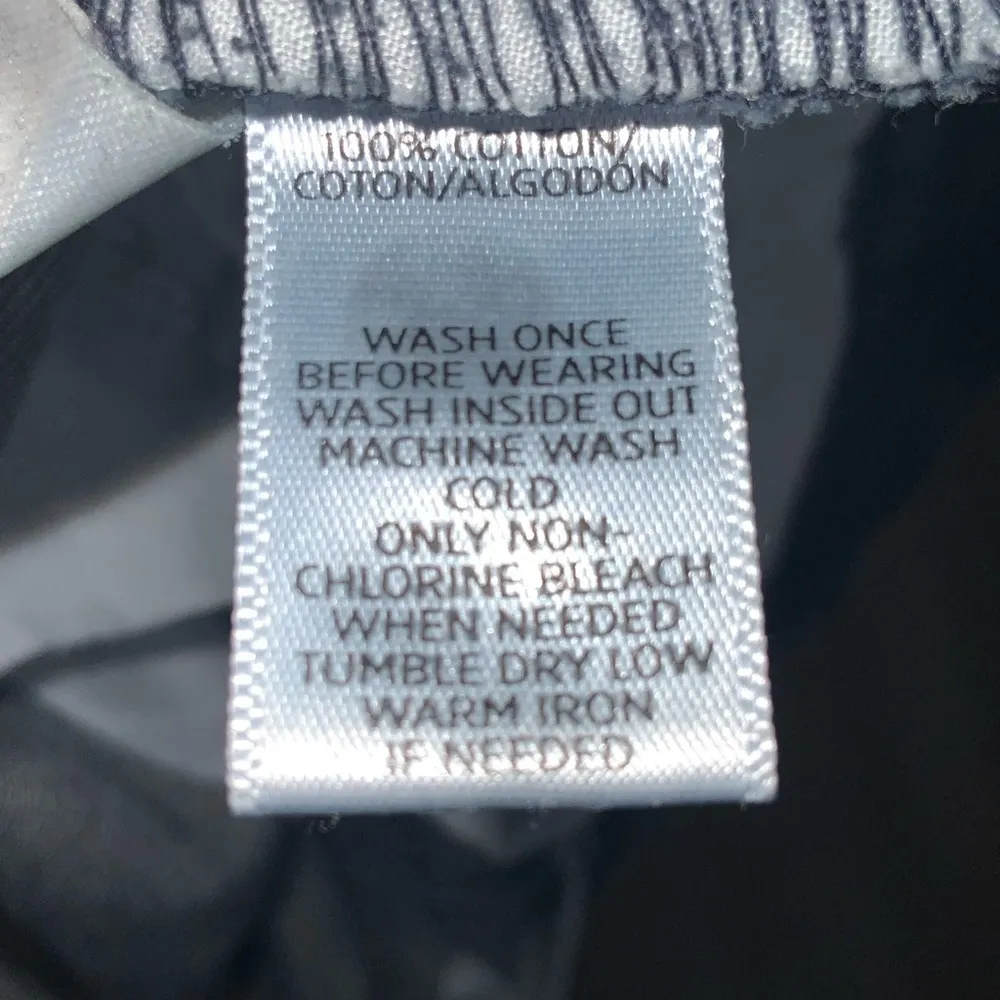 100% COTTON/
COTON/ALGODÓN
WASH ONCE
BEFORE WEARING
WASH INSIDE OUT
MACHINE WASH
COLD
ONLY NON-
CHLORINE BLEACH
WHEN NEEDED
TUMBLE DRY LOW
WARM IRON
IF NEEDED